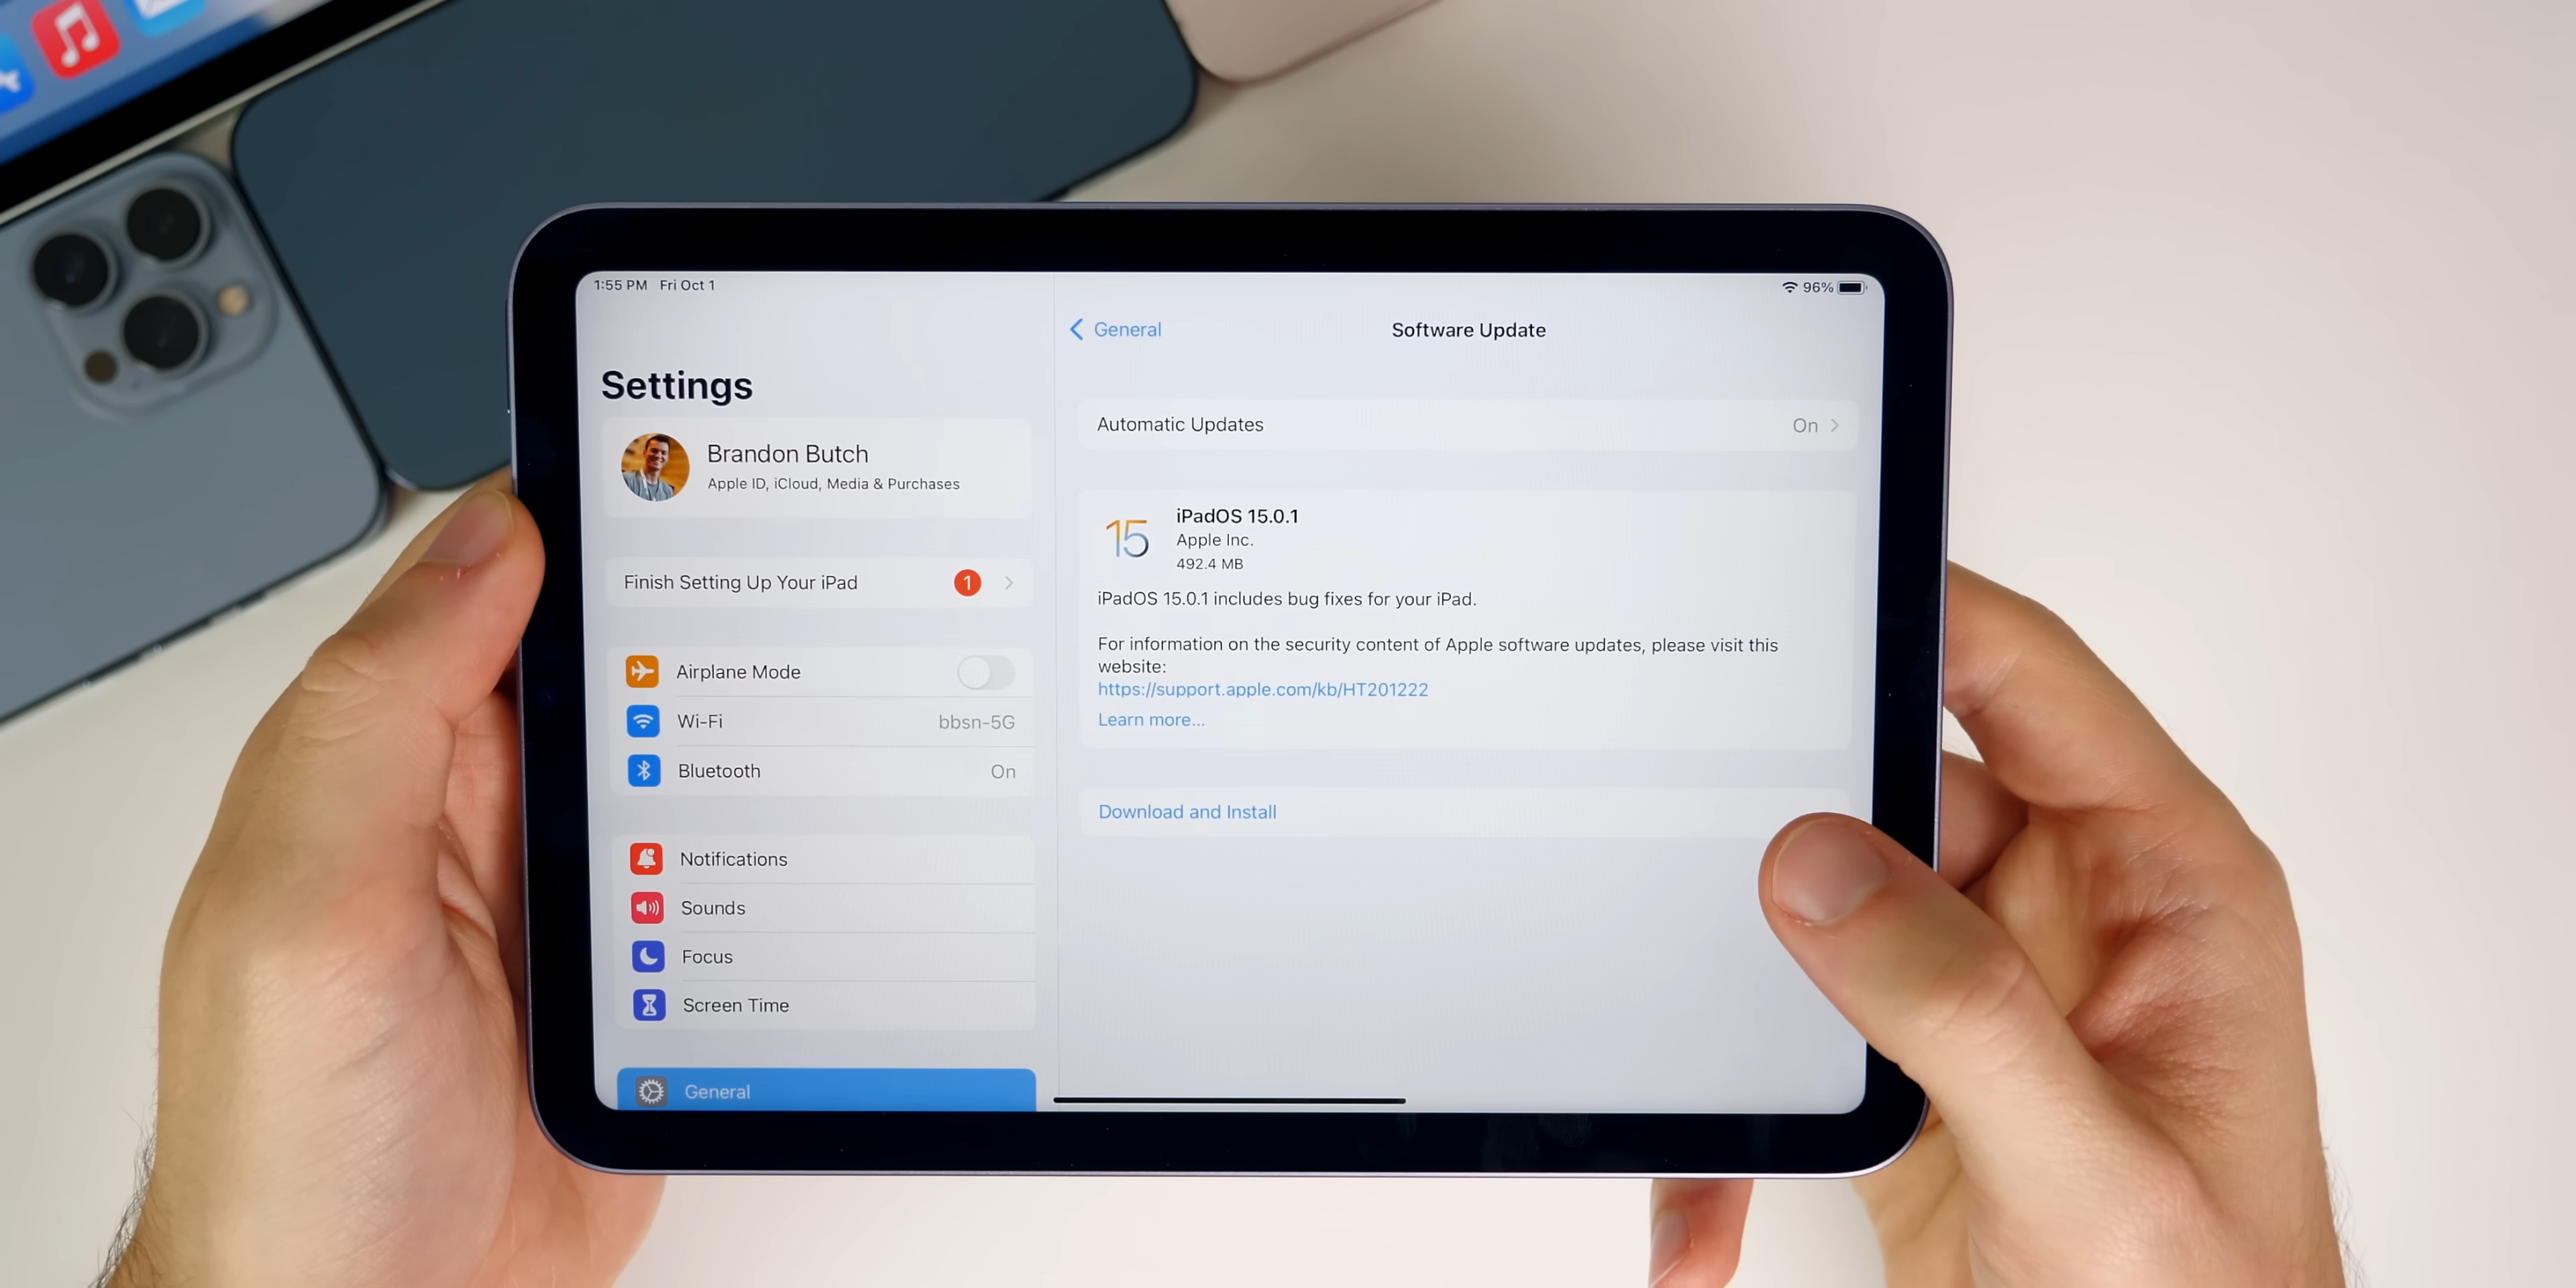 1:55 PM Fri Oct 1
96%
Settings
Brandon Butch
Apple ID, iCloud, Media & Purchases
Finish Setting Up Your iPad
1
Airplane Mode
Wi-Fi
bbsn-5G
Bluetooth
On
Notifications
Sounds
Focus
Screen Time
General
General
Software Update
Automatic Updates
On
15
iPadOS 15.0.1
Apple Inc.
492.4 MB
iPadOS 15.0.1 includes bug fixes for your iPad.
For information on the security content of Apple software updates, please visit this
website:
https://support.apple.com/kb/HT201222
Learn more...
Download and Install